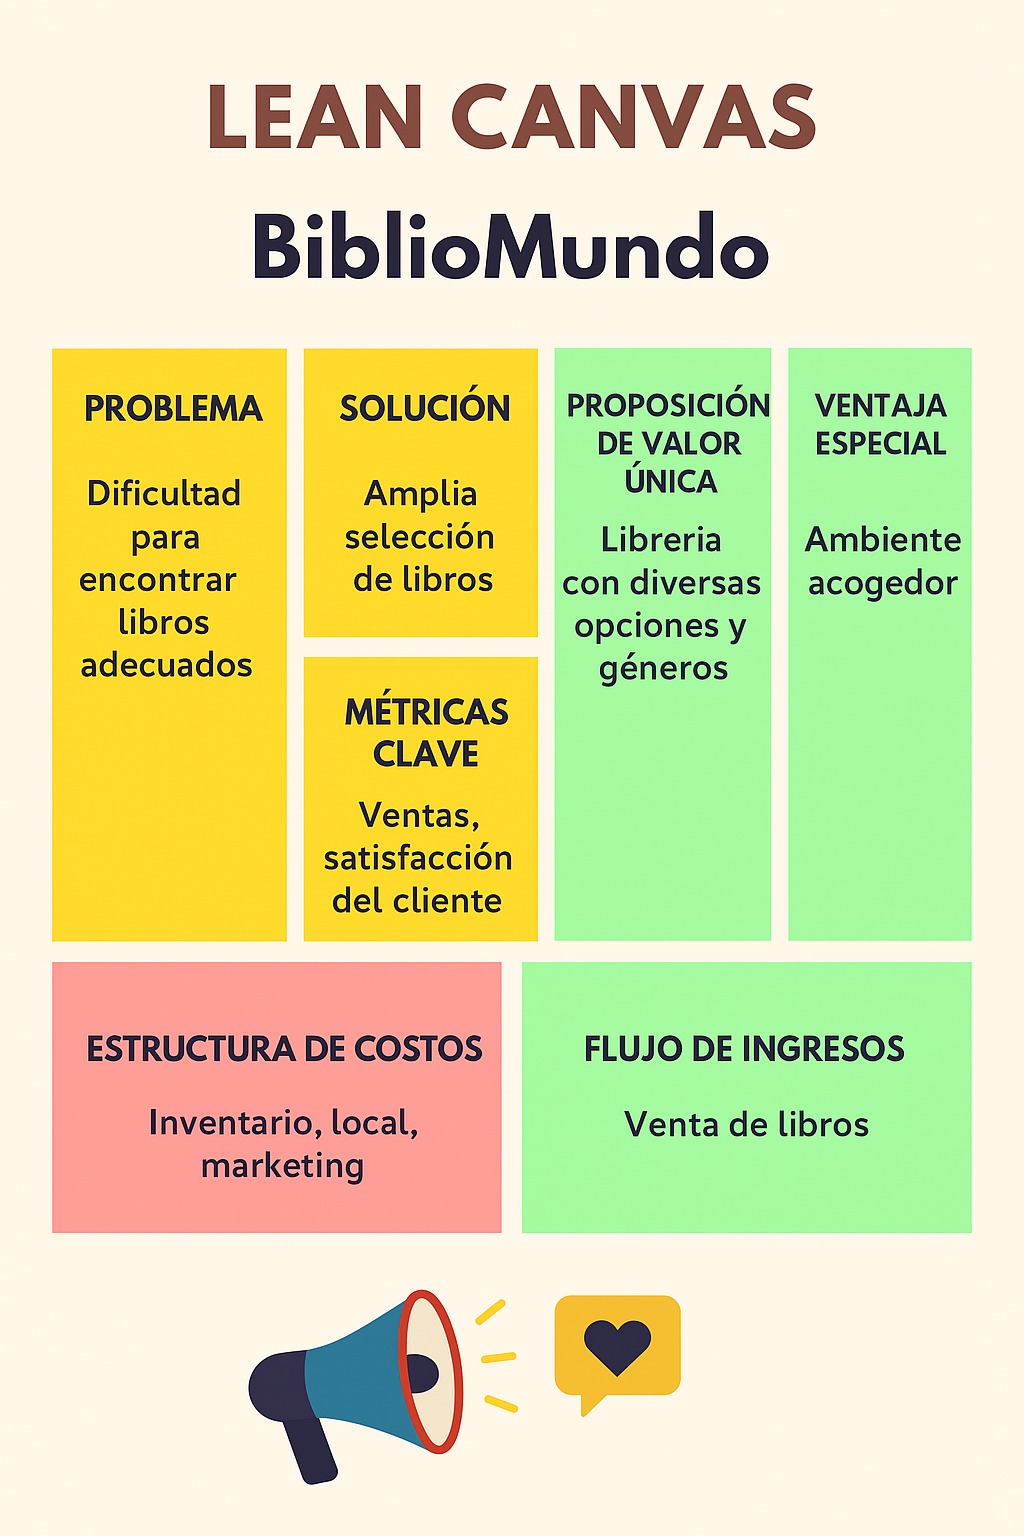 LEAN CANVAS
BiblioMundo
PROBLEMA
Dificultad
para
encontrar
libros
adecuados
SOLUCIÓN
Amplia
selección
de libros
MÉTRICAS
CLAVE
Ventas,
satisfacción
del cliente
PROPOSICIÓN
DE VALOR
ÚNICA
Libreria
con diversas
opciones y
géneros
VENTAJA
ESPECIAL
Ambiente
acogedor
ESTRUCTURA DE COSTOS
Inventario, local,
marketing
FLUJO DE INGRESOS
Venta de libros